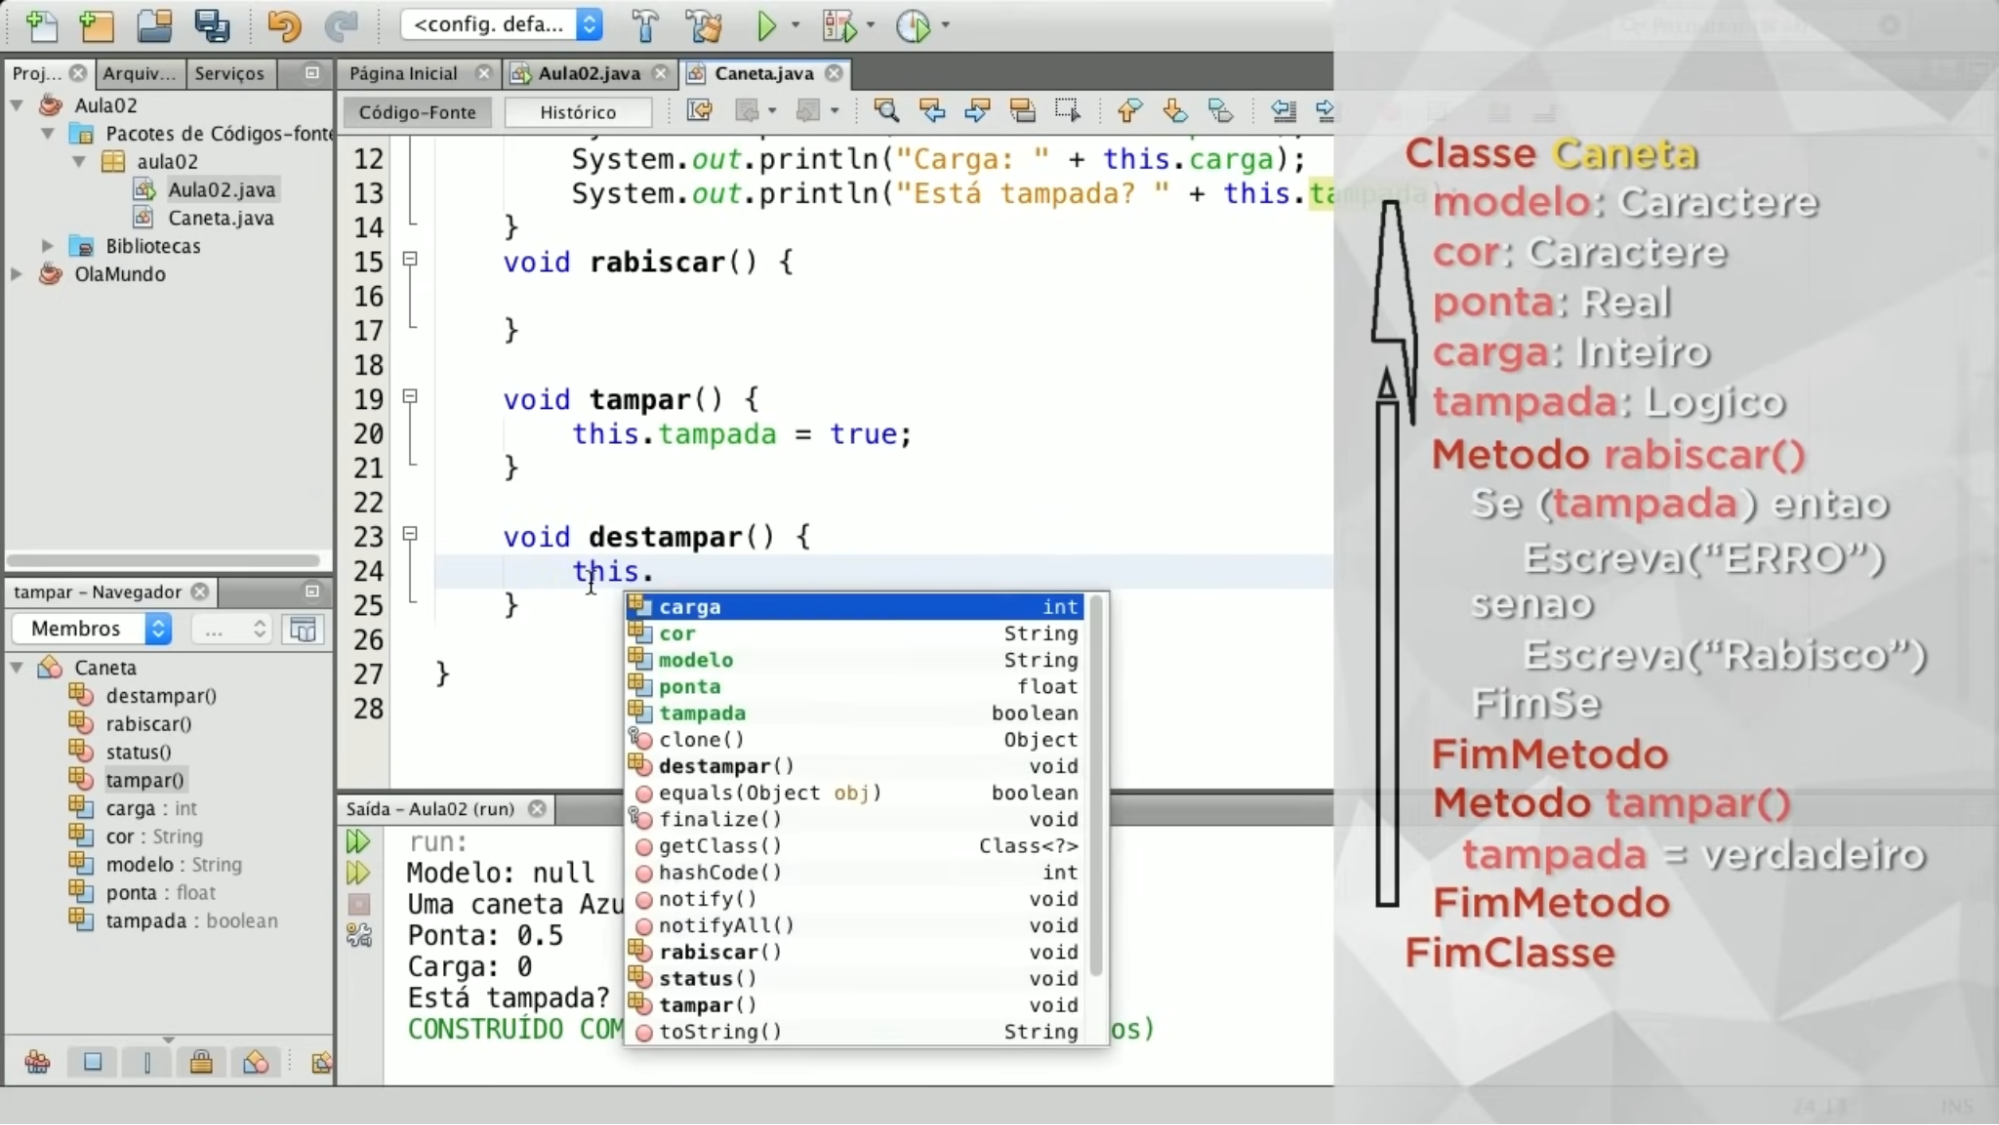 <config. defa...
Proj...
Arquiv...
Serviços
Página Inicial
Aula02.java
Caneta.java
Código-Fonte
Histórico
Aula02
Pacotes de Códigos-fonte
aula02
Aula02.java
Caneta.java
Bibliotecas
OlaMundo
12 System.out.println("Carga: " + this.carga);
13 System.out.println("Está tampada? " + this.tampada);
14 }
15 void rabiscar() {
16
17 }
18
19 void tampar() {
20 this.tampada = true;
21 }
22
23 void destampar() {
24 this.
25 }
26
27 }
28
carga int
cor String
modelo String
ponta float
tampada boolean
clone() Object
destampar() void
equals(Object obj) boolean
finalize() void
getClass() Class<?>
hashCode() int
notify() void
notifyAll() void
rabiscar() void
status() void
tampar() void
toString() String
tampar - Navegador
Membros
...
Caneta
destampar()
rabiscar()
status()
tampar()
carga : int
cor : String
modelo : String
ponta : float
tampada : boolean
Saída - Aula02 (run)
run:
Modelo: null
Uma caneta Azu
Ponta: 0.5
Carga: 0
Está tampada?
CONSTRUÍDO COM
os)
Classe Caneta
modelo: Caractere
cor: Caractere
ponta: Real
carga: Inteiro
tampada: Logico
Metodo rabiscar()
Se (tampada) entao
Escreva(“ERRO”)
senao
Escreva(“Rabisco”)
FimSe
FimMetodo
Metodo tampar()
tampada = verdadeiro
FimMetodo
FimClasse
24:13
INS